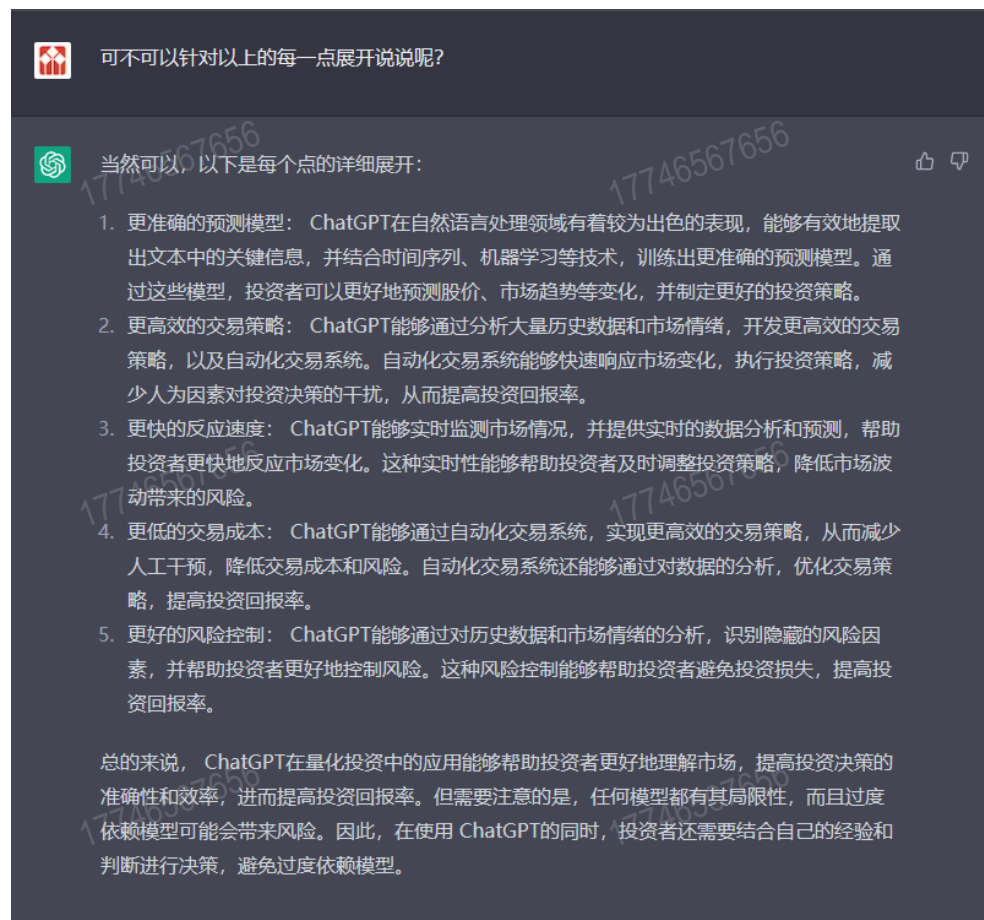 可不可以针对以上的每一点展开说说呢？
当然可以，以下是每个点的详细展开：
1. 更准确的预测模型： ChatGPT在自然语言处理领域有着较为出色的表现，能够有效地提取
出文本中的关键信息，并结合时间序列、机器学习等技术，训练出更准确的预测模型。通
过这些模型，投资者可以更好地预测股价、市场趋势等变化，并制定更好的投资策略。
2. 更高效的交易策略： ChatGPT能够通过分析大量历史数据和市场情绪，开发更高效的交易
策略，以及自动化交易系统。自动化交易系统能够快速响应市场变化，执行投资策略，减
少人为因素对投资决策的干扰，从而提高投资回报率。
3. 更快的反应速度： ChatGPT能够实时监测市场情况，并提供实时的数据分析和预测，帮助
投资者更快地反应市场变化。这种实时性能够帮助投资者及时调整投资策略，降低市场波
动带来的风险。
4. 更低的交易成本： ChatGPT能够通过自动化交易系统，实现更高效的交易策略，从而减少
人工干预，降低交易成本和风险。自动化交易系统还能够通过对数据的分析，优化交易策
略，提高投资回报率。
5. 更好的风险控制： ChatGPT能够通过对历史数据和市场情绪的分析，识别隐藏的风险因
素，并帮助投资者更好地控制风险。这种风险控制能够帮助投资者避免投资损失，提高投
资回报率。
总的来说， ChatGPT在量化投资中的应用能够帮助投资者更好地理解市场，提高投资决策的
准确性和效率，进而提高投资回报率。但需要注意的是，任何模型都有其局限性，而且过度
依赖模型可能会带来风险。因此，在使用 ChatGPT的同时，投资者还需要结合自己的经验和
判断进行决策，避免过度依赖模型。
17746567656
17746567656
17746567656
17746567656
17746567656
17746567656